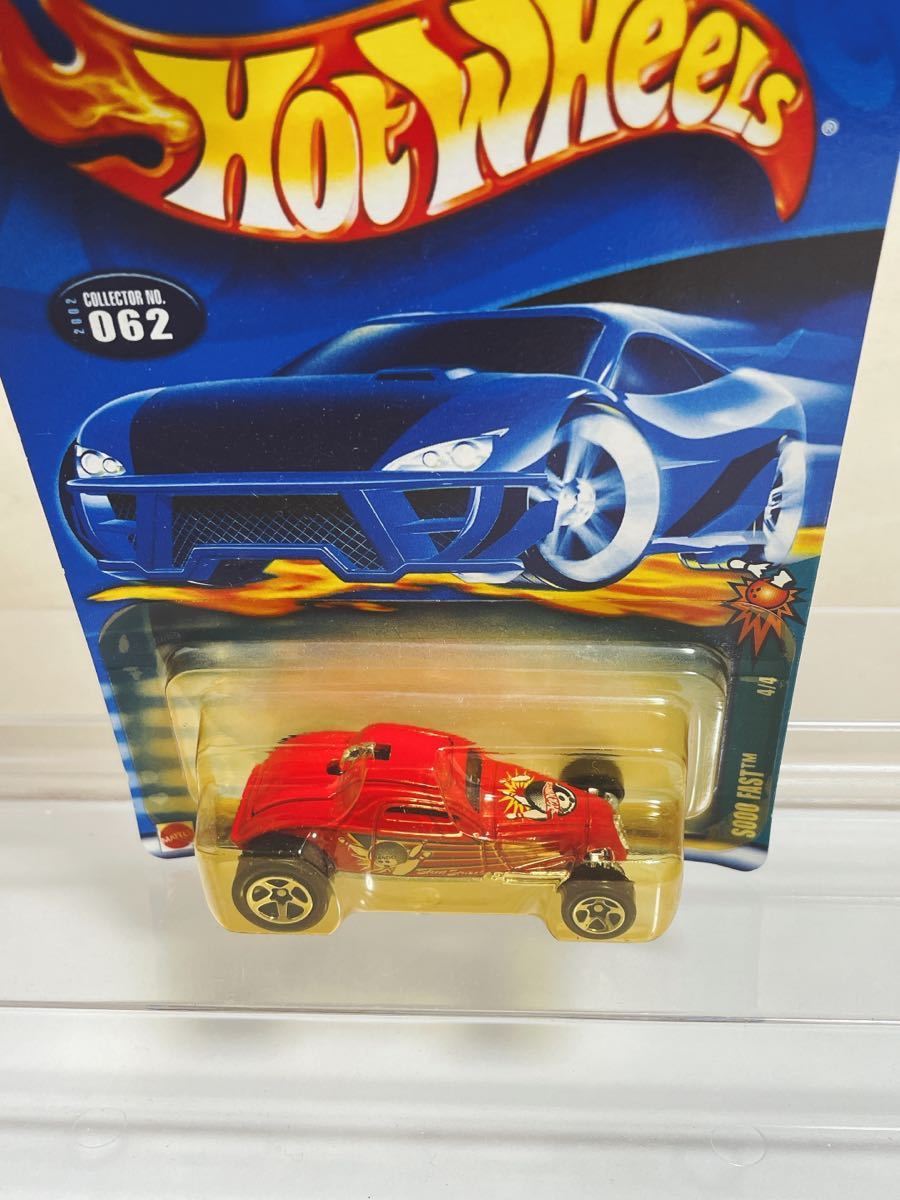 HOT WHEELS
®
2002
COLLECTOR NO.
062
4/4
SOOO FAST™
MATTEL